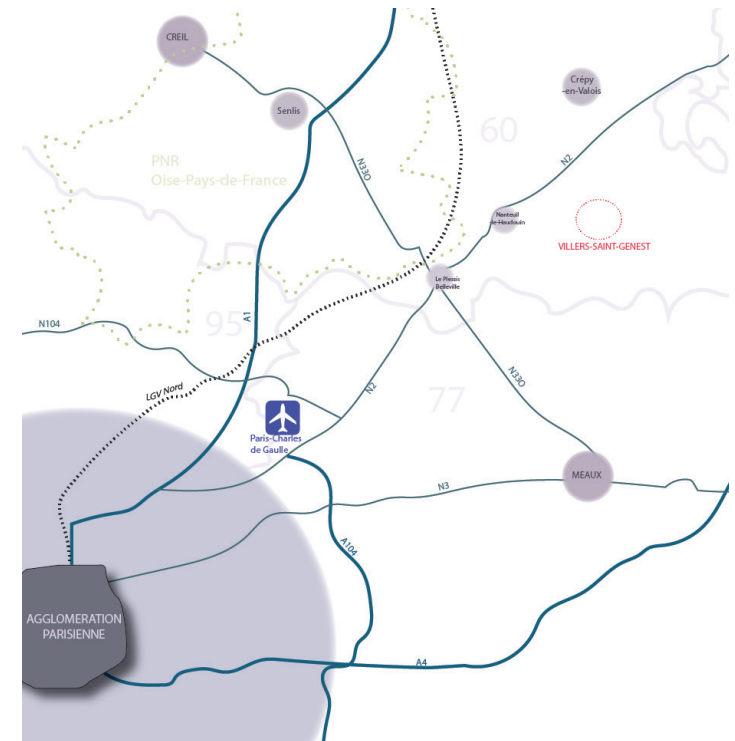 CREIL
Crépy
-en-Valois
Senlis
60
N2
PNR
Oise-Pays-de-France
N330
Nanteuil
-le-Haudouin
VILLERS-SAINT-GENEST
Le Plessis
Belleville
A1
N104
95
N330
LGV Nord
N2
77
Paris-Charles
de Gaulle
MEAUX
N3
A104
AGGLOMERATION
PARISIENNE
A4